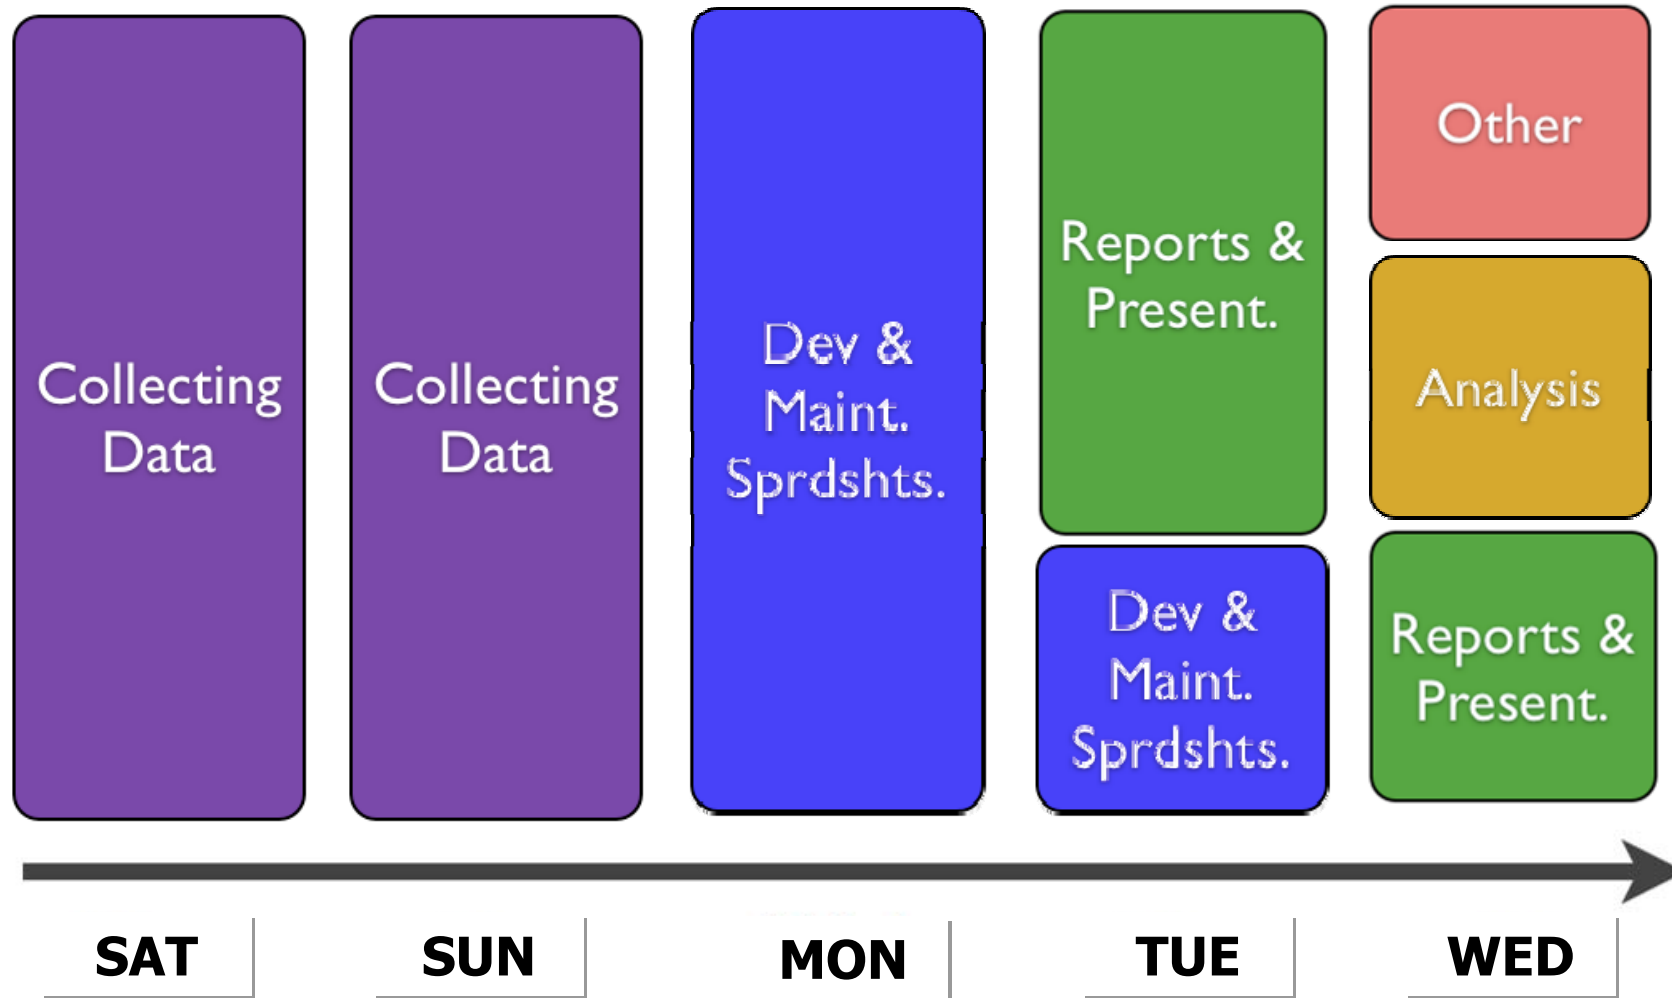 Collecting
Data
Collecting
Data
Dev &
Maint.
Sprdshts.
Reports &
Present.
Dev &
Maint.
Sprdshts.
Other
Analysis
Reports &
Present.
SAT
SUN
MON
TUE
WED